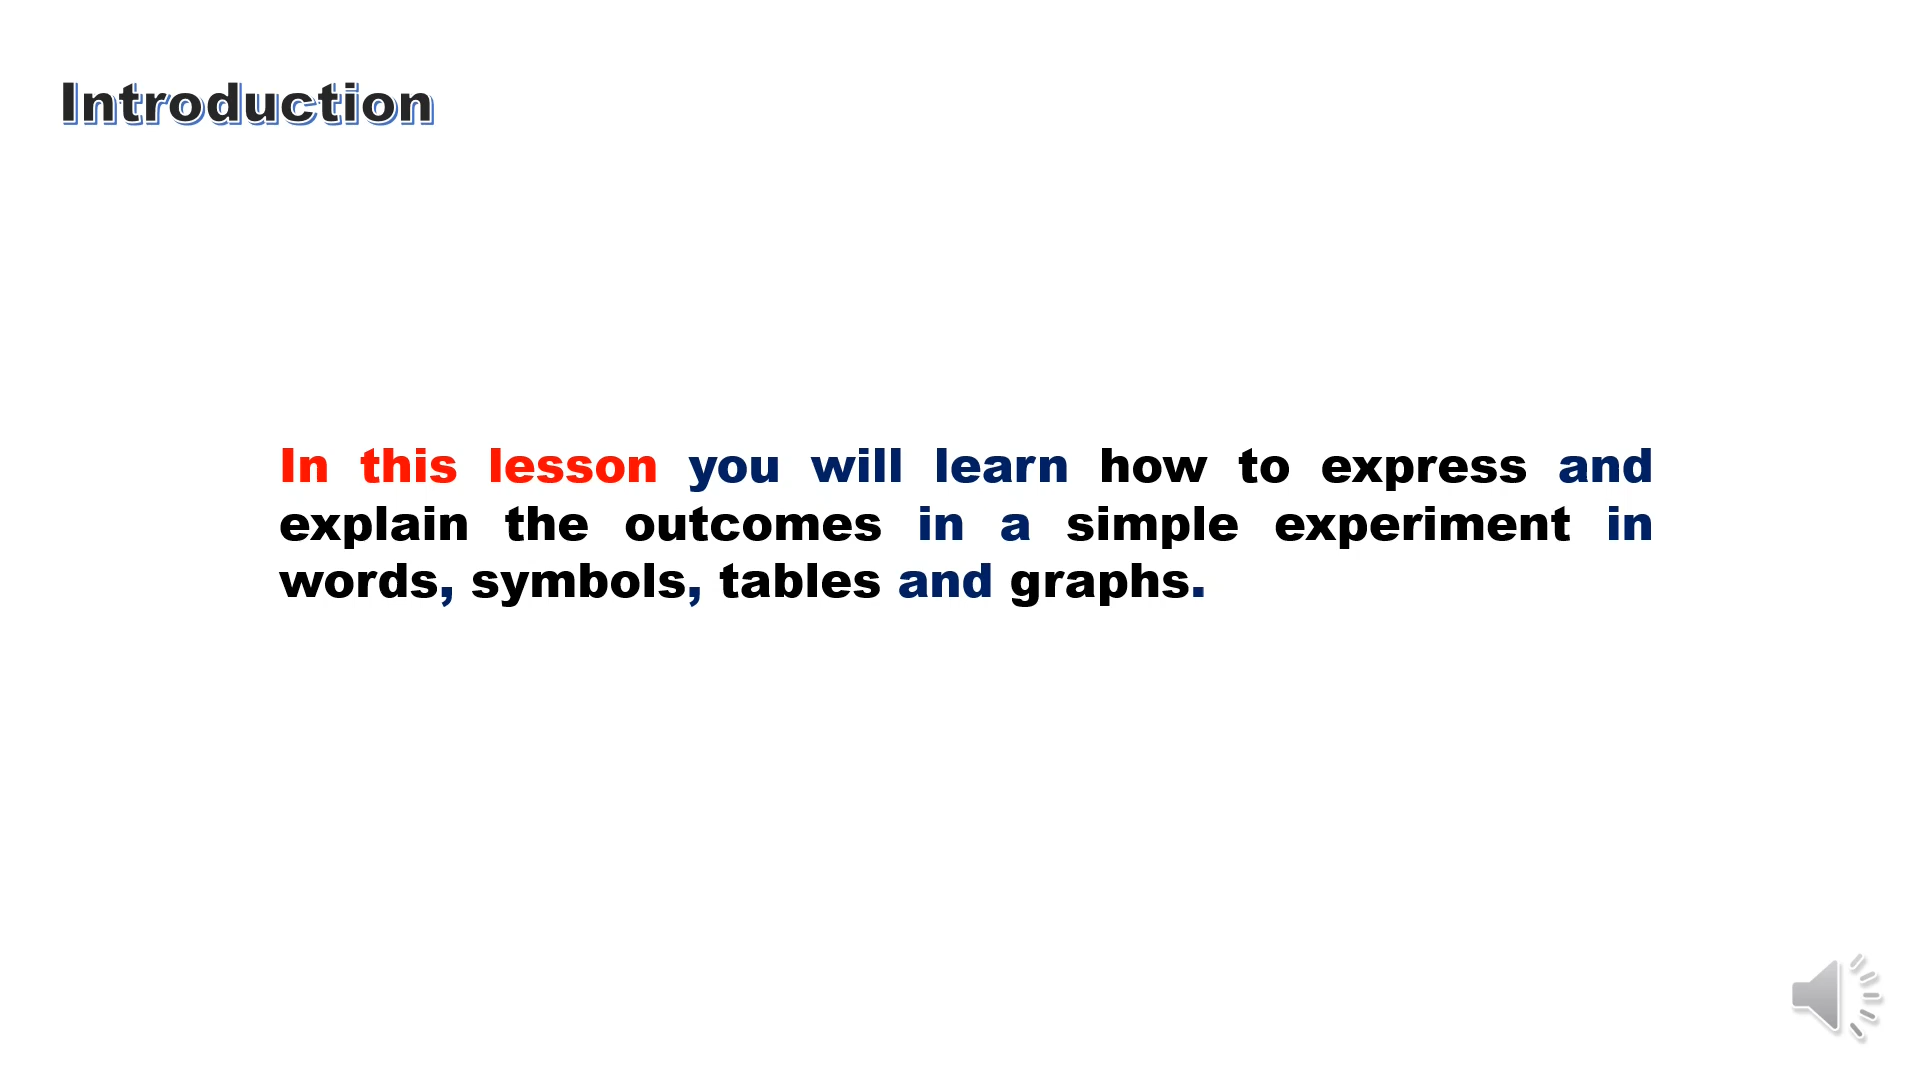 Introduction
In this lesson you will learn how to express and
explain the outcomes in a simple experiment in
words, symbols, tables and graphs.